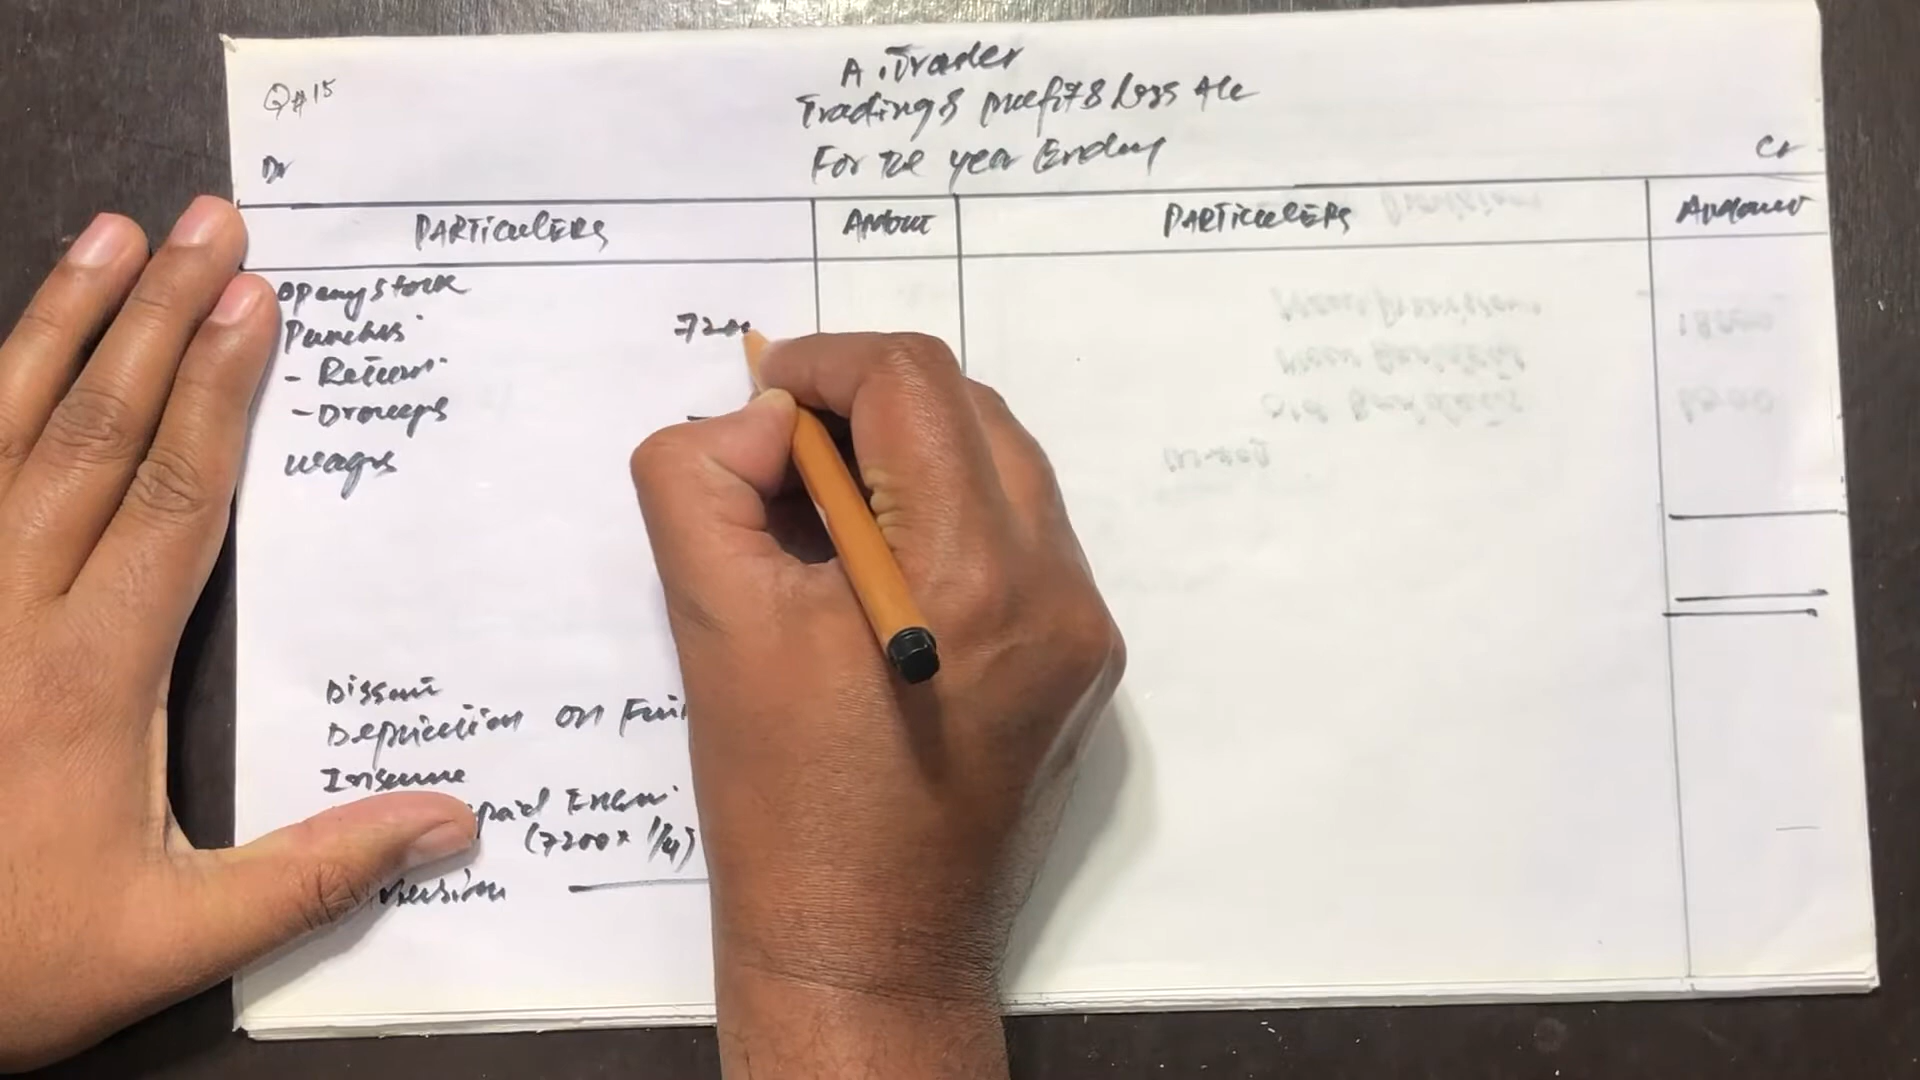 Q#15
A. Trader
Trading & profit & Loss A/c
For the year Ending
Dr
Cr
PARTICULERS
Amount
PARTICULERS
Amount
Opening Stock
Purchas
7200
- Return
- Drawings
Wages
Discount
Depriciation on
Insurance
paid
(7200 x 1/4)